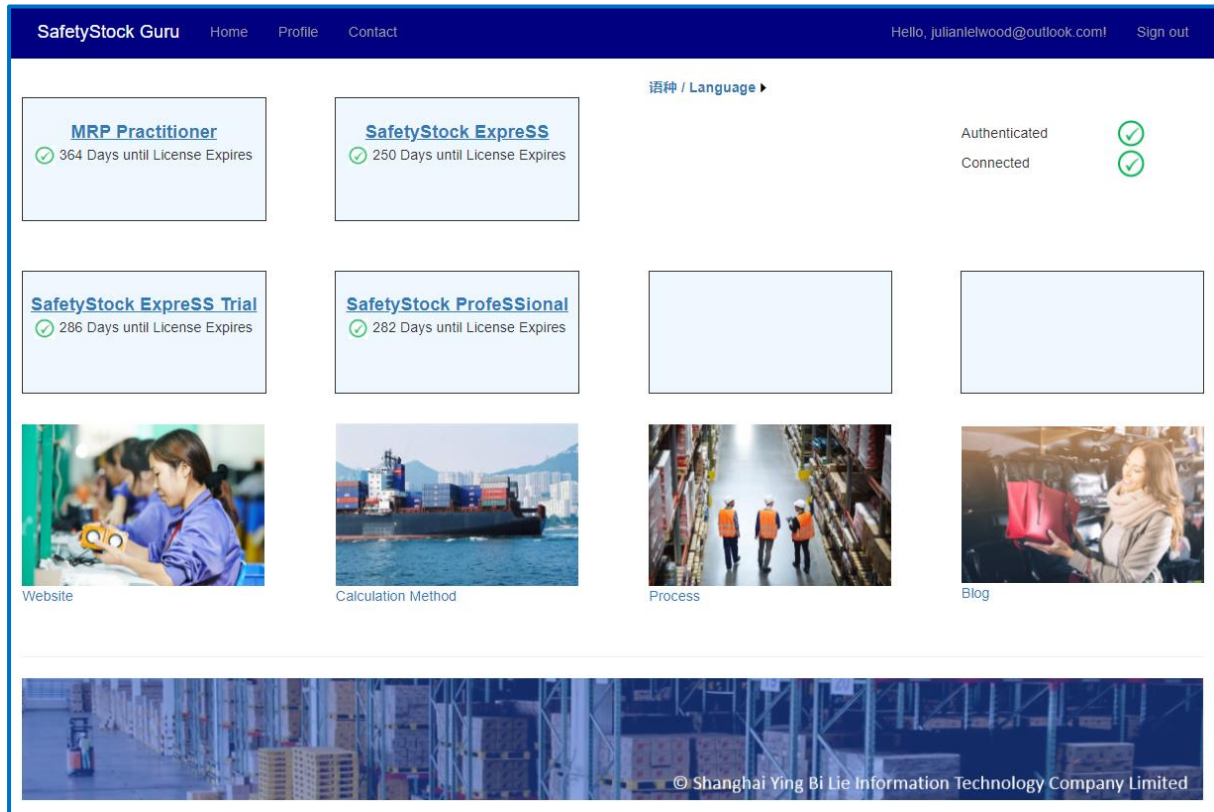 SafetyStock Guru Home Profile Contact Hello, julianlelwood@outlook.com! Sign out
语种 / Language
MRP Practitioner
364 Days until License Expires
SafetyStock ExpreSS
250 Days until License Expires
Authenticated
Connected
SafetyStock ExpreSS Trial
286 Days until License Expires
SafetyStock ProfeSSional
282 Days until License Expires
Website
Calculation Method
Process
Blog
© Shanghai Ying Bi Lie Information Technology Company Limited